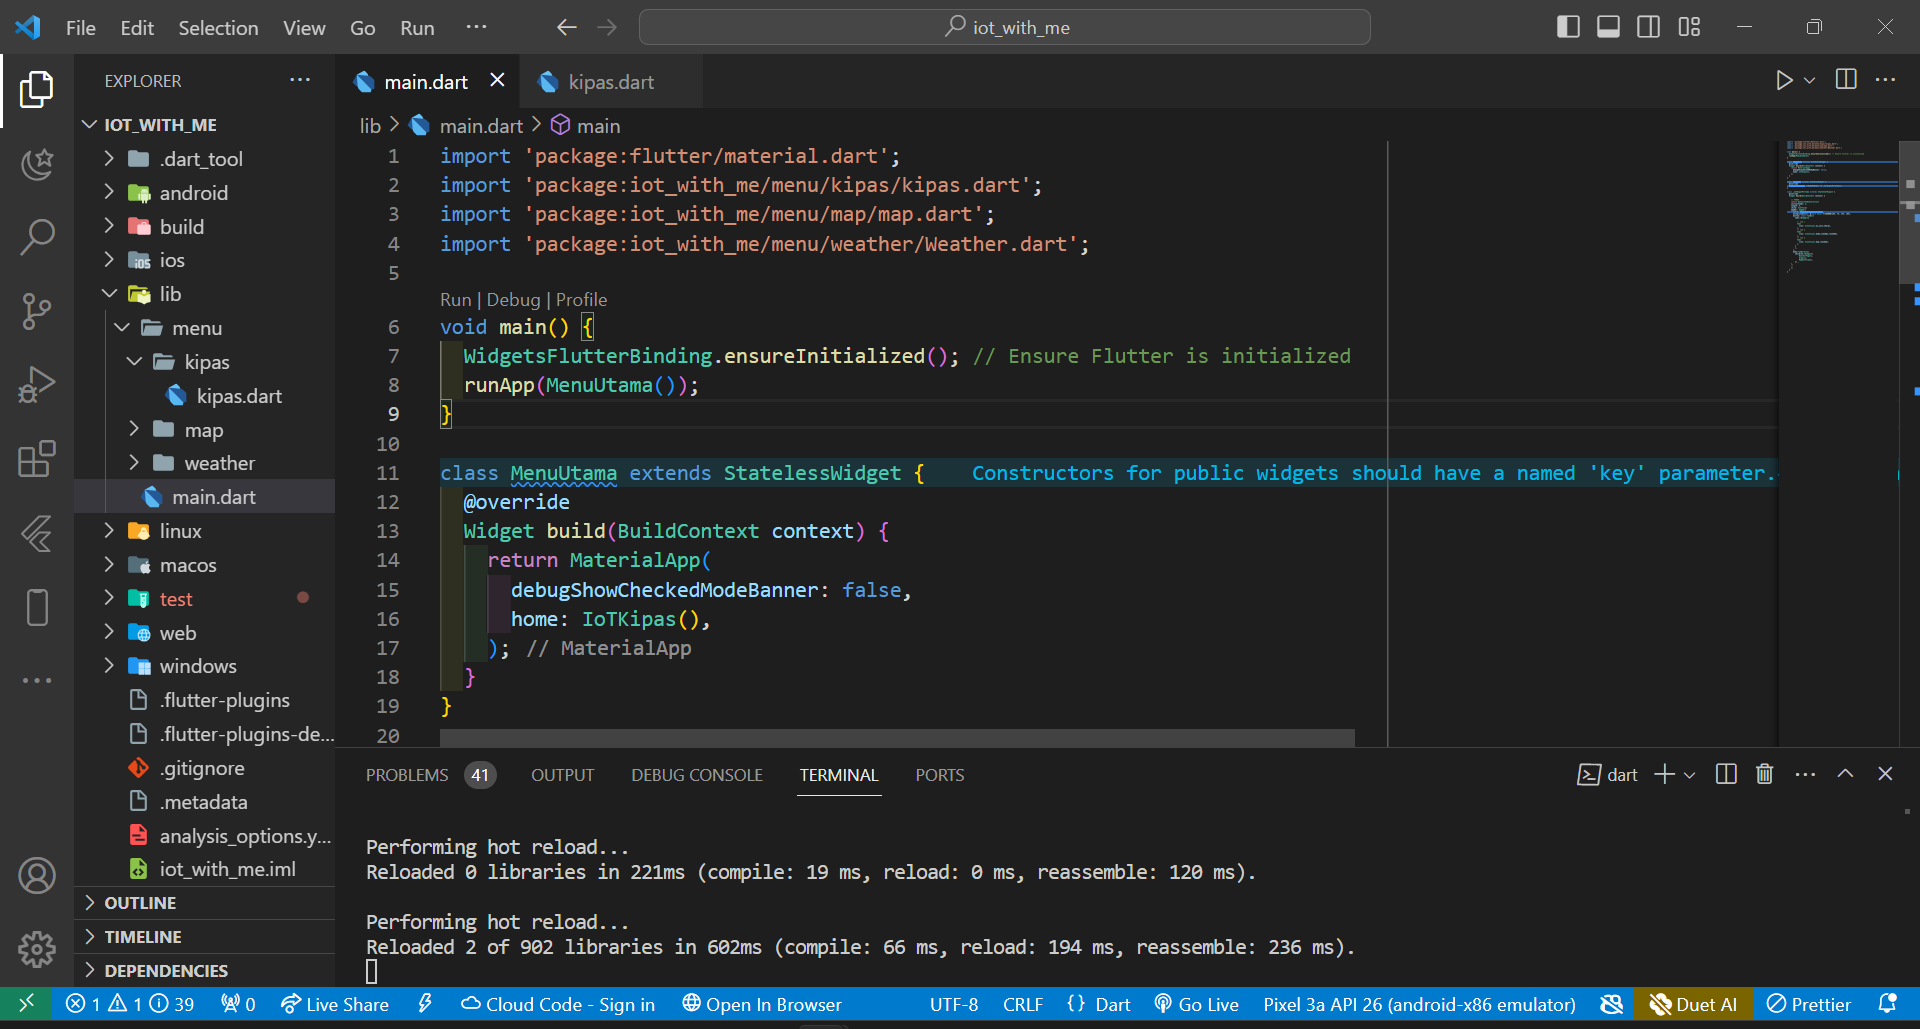 File Edit Selection View Go Run ···
iot_with_me
EXPLORER ···
IOT_WITH_ME
.dart_tool
android
build
ios
lib
menu
kipas
kipas.dart
map
weather
main.dart
linux
macos
test
web
windows
.flutter-plugins
.flutter-plugins-de...
.gitignore
.metadata
analysis_options.y...
iot_with_me.iml
OUTLINE
TIMELINE
DEPENDENCIES
main.dart kipas.dart
lib > main.dart > main
1 import 'package:flutter/material.dart';
2 import 'package:iot_with_me/menu/kipas/kipas.dart';
3 import 'package:iot_with_me/menu/map/map.dart';
4 import 'package:iot_with_me/menu/weather/Weather.dart';
5
Run | Debug | Profile
6 void main() {
7 WidgetsFlutterBinding.ensureInitialized(); // Ensure Flutter is initialized
8 runApp(MenuUtama());
9 }
10
11 class MenuUtama extends StatelessWidget { Constructors for public widgets should have a named 'key' parameter.
12 @override
13 Widget build(BuildContext context) {
14 return MaterialApp(
15 debugShowCheckedModeBanner: false,
16 home: IoTKipas(),
17 ); // MaterialApp
18 }
19 }
20
PROBLEMS 41 OUTPUT DEBUG CONSOLE TERMINAL PORTS
dart
Performing hot reload...
Reloaded 0 libraries in 221ms (compile: 19 ms, reload: 0 ms, reassemble: 120 ms).
Performing hot reload...
Reloaded 2 of 902 libraries in 602ms (compile: 66 ms, reload: 194 ms, reassemble: 236 ms).
1 1 39 0 Live Share Cloud Code - Sign in Open In Browser UTF-8 CRLF {} Dart Go Live Pixel 3a API 26 (android-x86 emulator) Duet AI Prettier